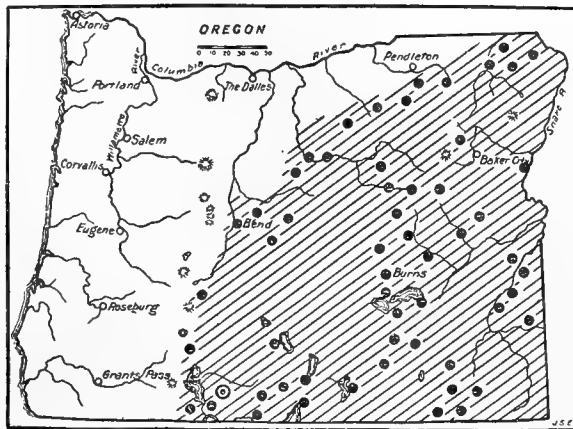 OREGON
0 10 20 30 40 50
Astoria
River
Columbia
River
Pendleton
Portland
The Dalles
Snake R
Willamette
Salem
Corvallis
Baker City
Bend
Eugene
Burns
Roseburg
Grants Pass
J.S.E.